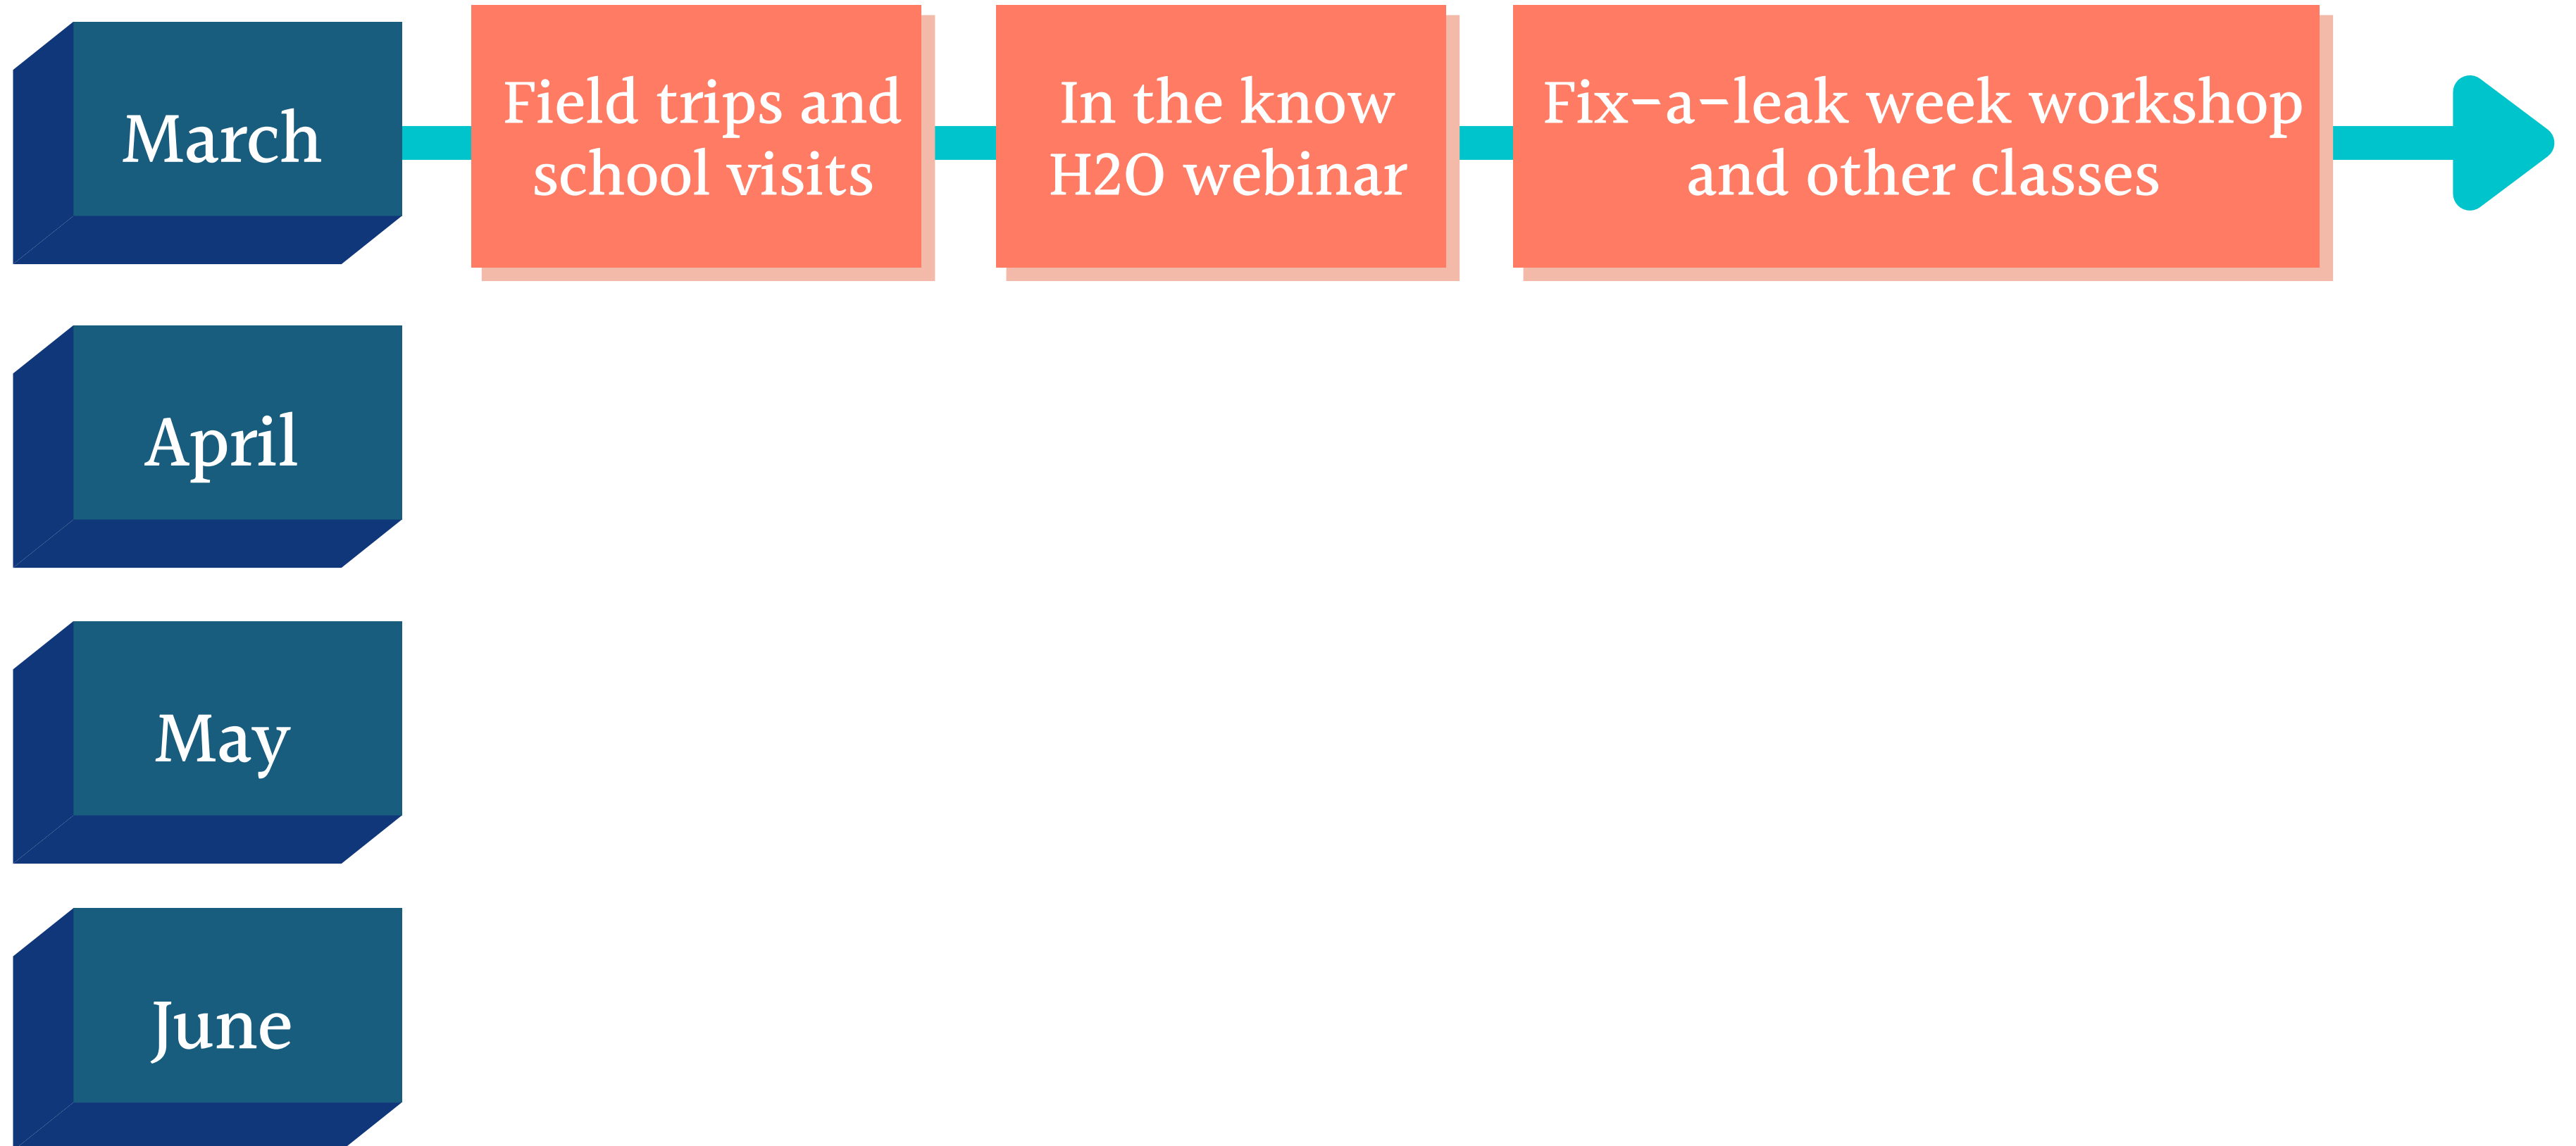 March
Field trips and
school visits
In the know
H2O webinar
Fix-a-leak week workshop
and other classes
April
May
June